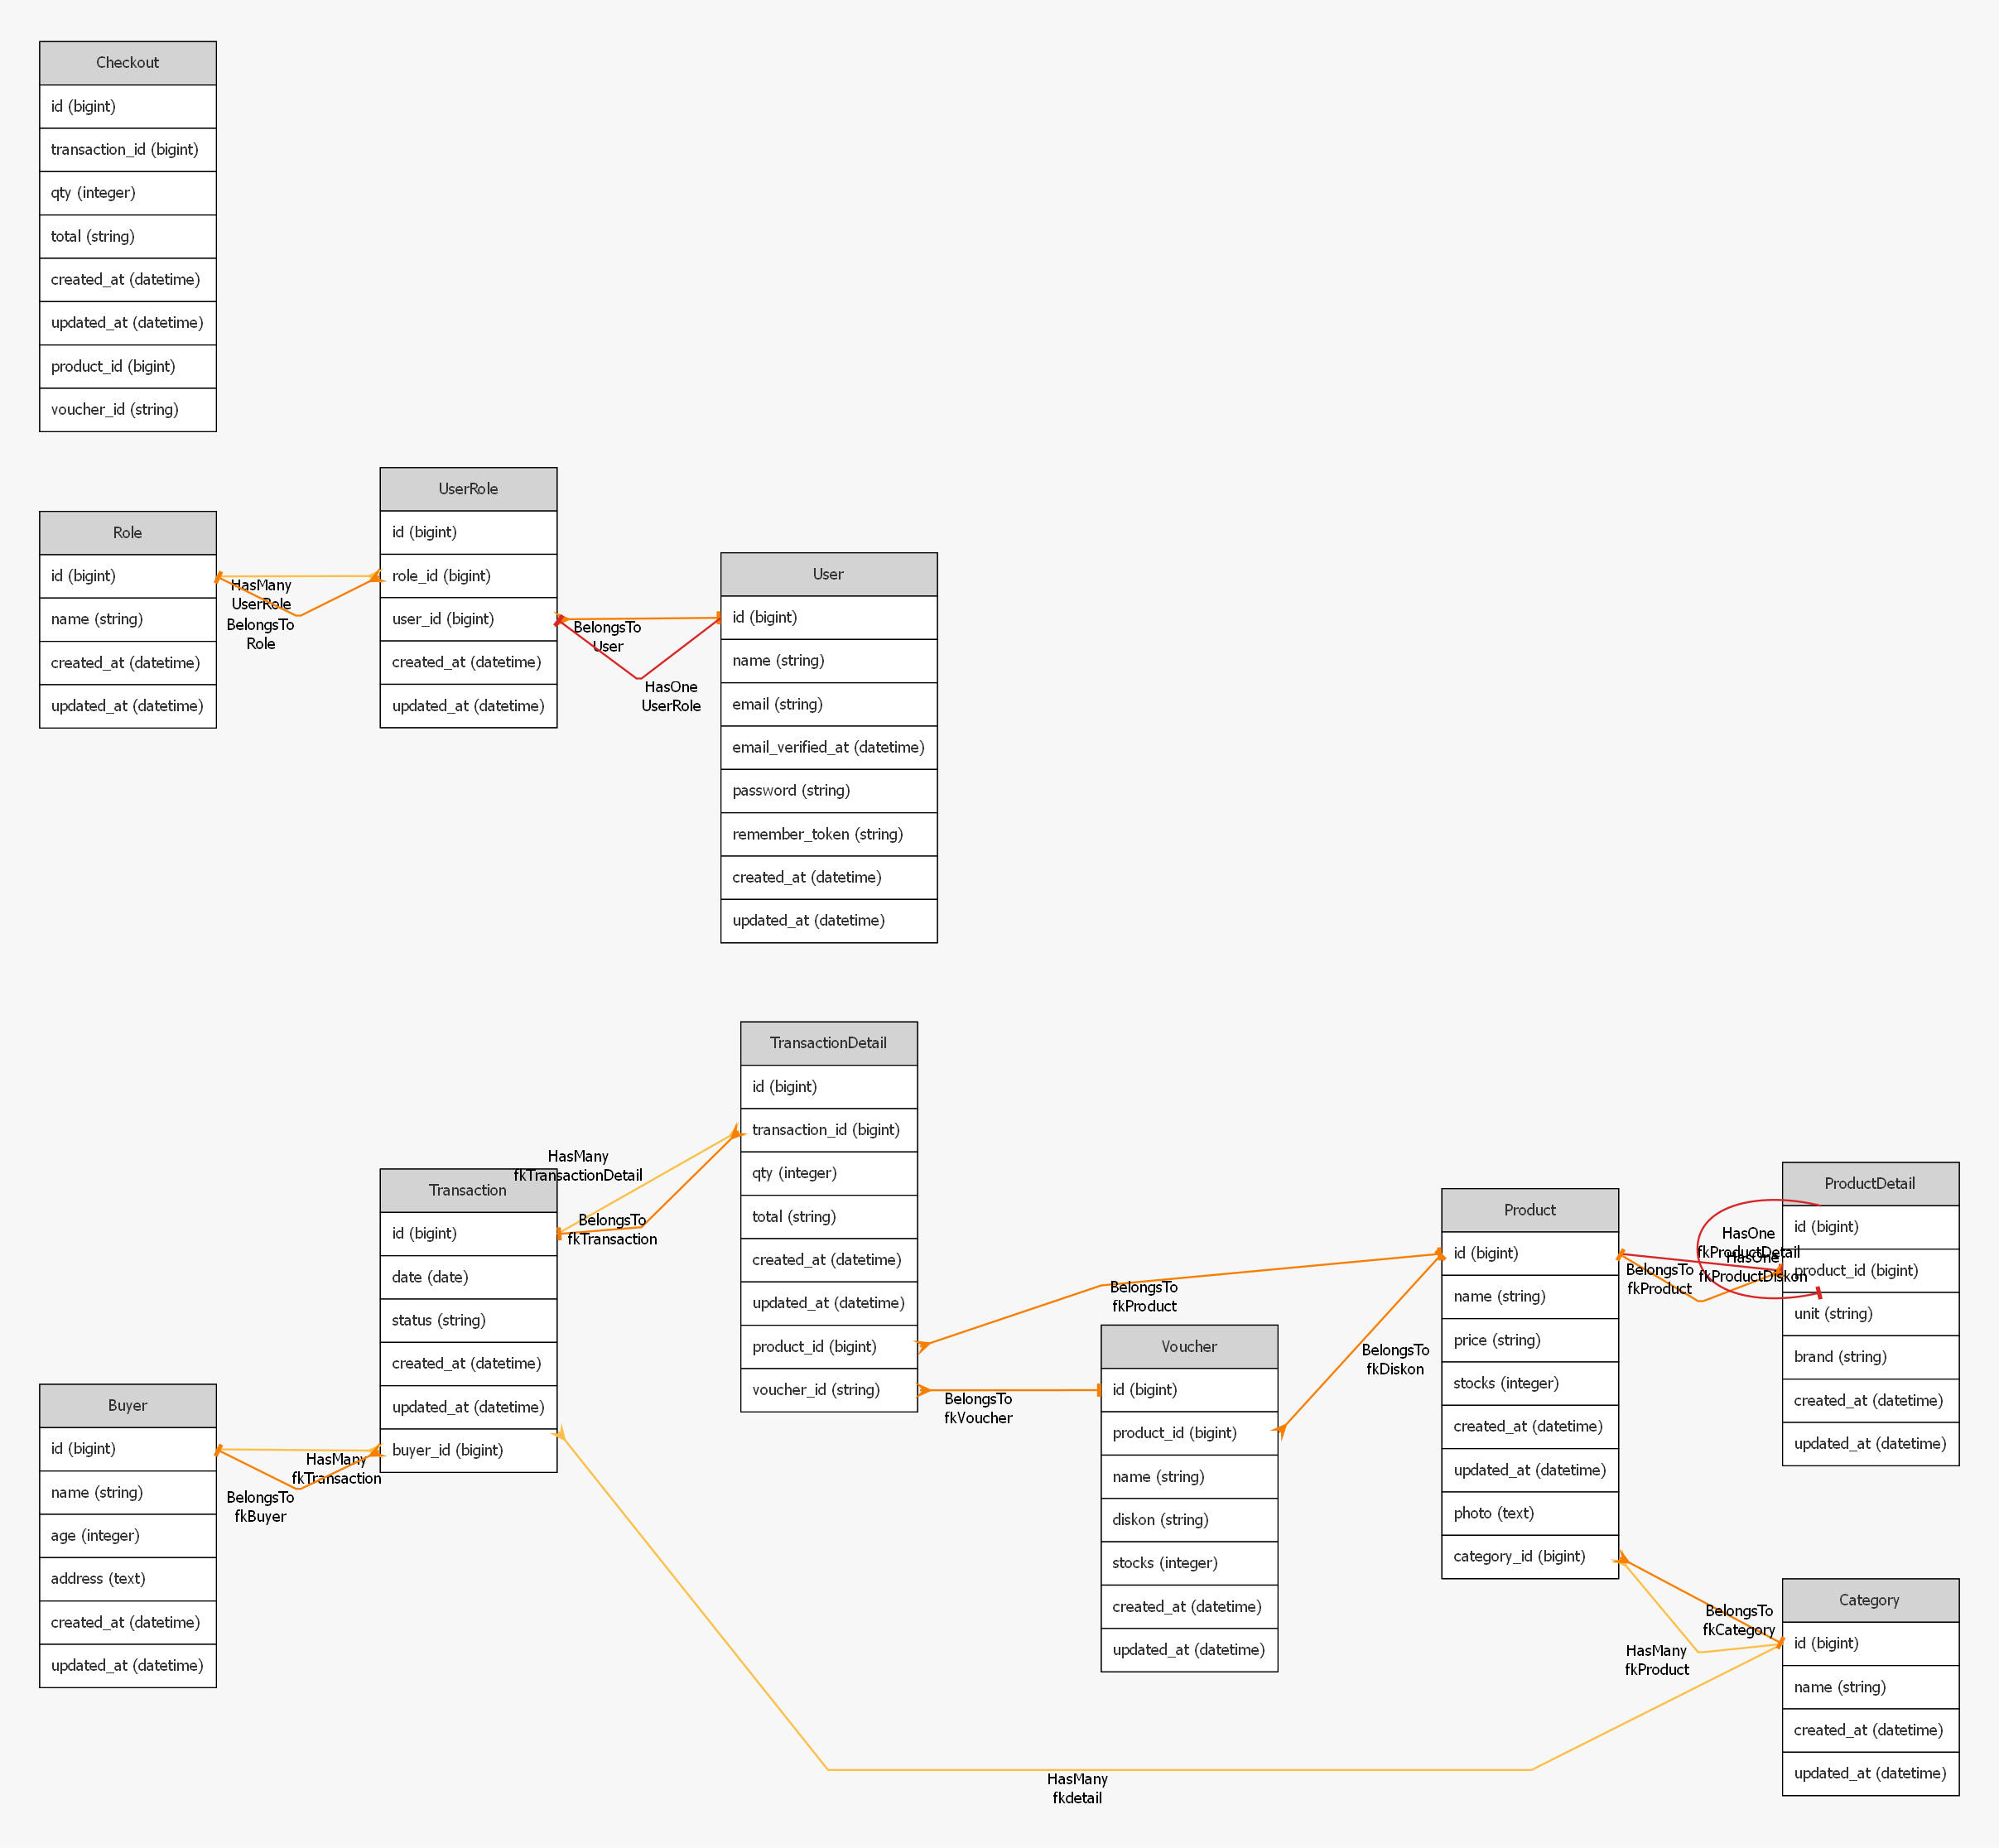 Checkout
id (bigint)
transaction_id (bigint)
qty (integer)
total (string)
created_at (datetime)
updated_at (datetime)
product_id (bigint)
voucher_id (string)
Role
id (bigint)
name (string)
created_at (datetime)
updated_at (datetime)
HasMany
UserRole
BelongsTo
Role
UserRole
id (bigint)
role_id (bigint)
user_id (bigint)
created_at (datetime)
updated_at (datetime)
BelongsTo
User
HasOne
UserRole
User
id (bigint)
name (string)
email (string)
email_verified_at (datetime)
password (string)
remember_token (string)
created_at (datetime)
updated_at (datetime)
Buyer
id (bigint)
name (string)
age (integer)
address (text)
created_at (datetime)
updated_at (datetime)
HasMany
fkTransaction
BelongsTo
fkBuyer
Transaction
id (bigint)
date (date)
status (string)
created_at (datetime)
updated_at (datetime)
buyer_id (bigint)
HasMany
fkTransactionDetail
BelongsTo
fkTransaction
TransactionDetail
id (bigint)
transaction_id (bigint)
qty (integer)
total (string)
created_at (datetime)
updated_at (datetime)
product_id (bigint)
voucher_id (string)
BelongsTo
fkProduct
BelongsTo
fkVoucher
Voucher
id (bigint)
product_id (bigint)
name (string)
diskon (string)
stocks (integer)
created_at (datetime)
updated_at (datetime)
BelongsTo
fkDiskon
Product
id (bigint)
name (string)
price (string)
stocks (integer)
created_at (datetime)
updated_at (datetime)
photo (text)
category_id (bigint)
HasOne
fkProductDetail
HasOne
fkProductDiskon
BelongsTo
fkProduct
ProductDetail
id (bigint)
product_id (bigint)
unit (string)
brand (string)
created_at (datetime)
updated_at (datetime)
BelongsTo
fkCategory
HasMany
fkProduct
Category
id (bigint)
name (string)
created_at (datetime)
updated_at (datetime)
HasMany
fkdetail